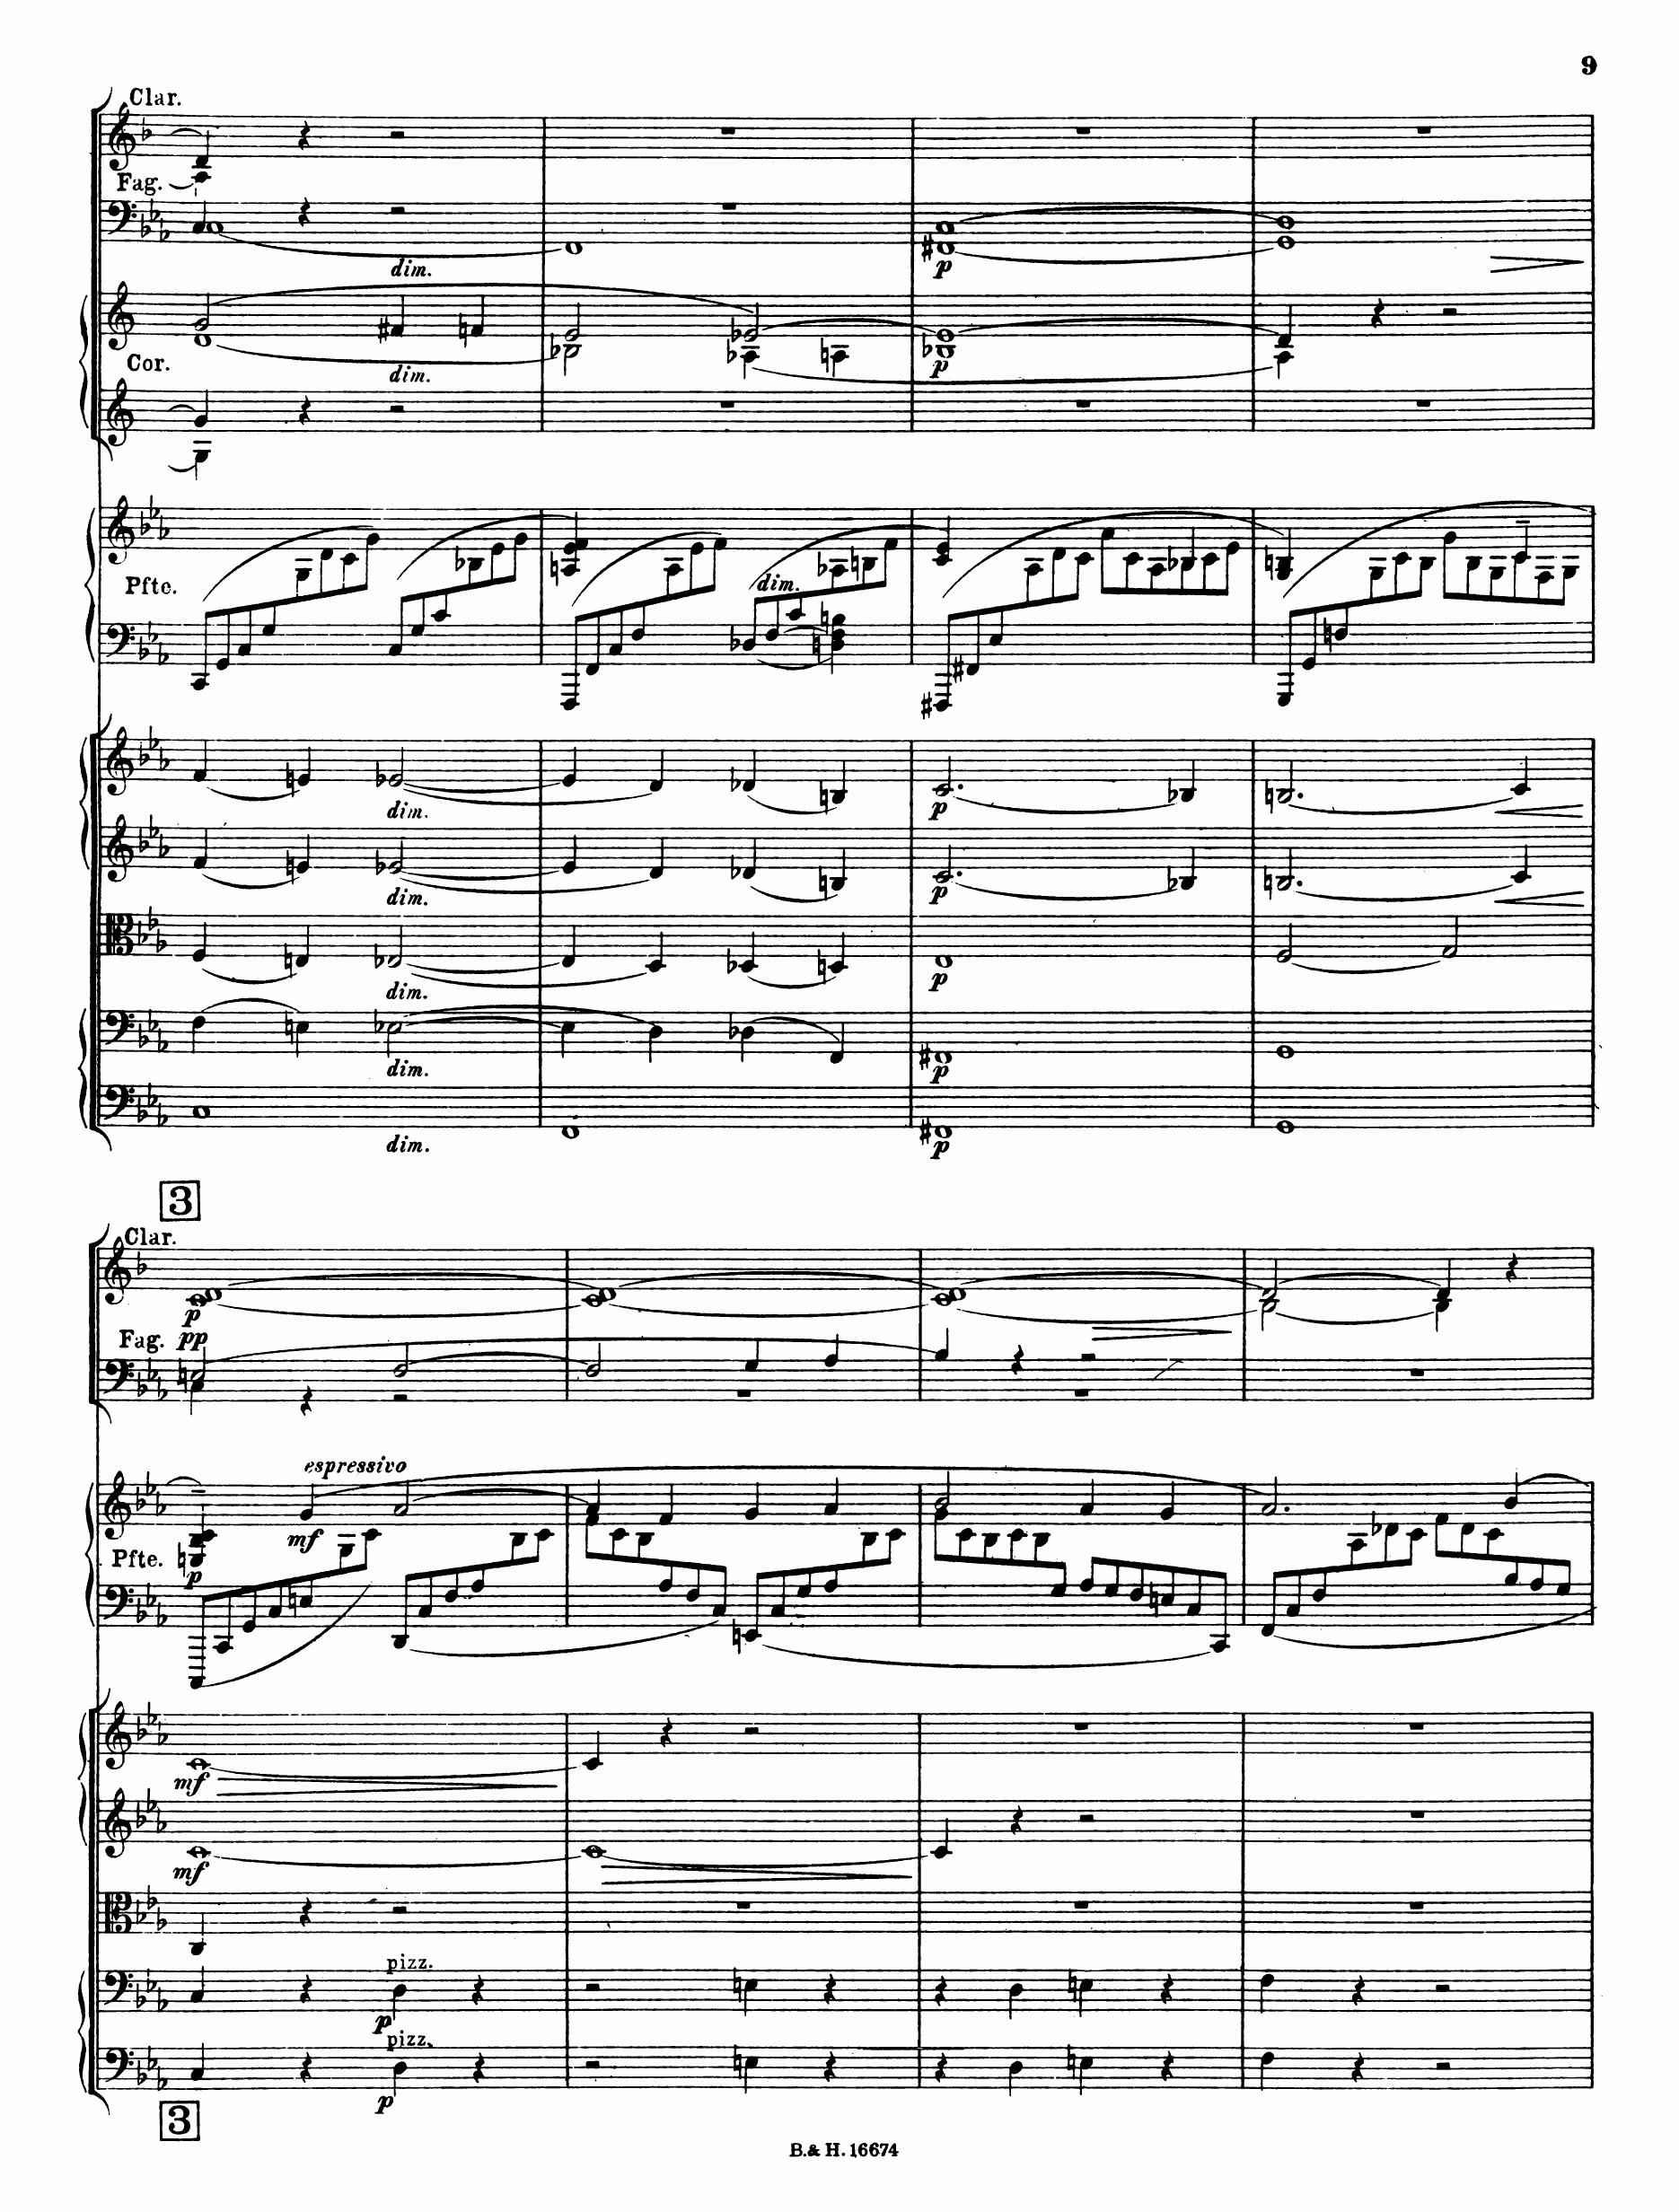 9
Clar.
Fag.
dim.
Cor.
dim.
p
p
Pfte.
dim.
dim.
p
dim.
p
dim.
p
dim.
p
dim.
p
3
Clar.
p
Fag. pp
espressivo
mf
Pfte.
p
mf
mf
pizz.
p
pizz.
p
3
B.& H. 16674